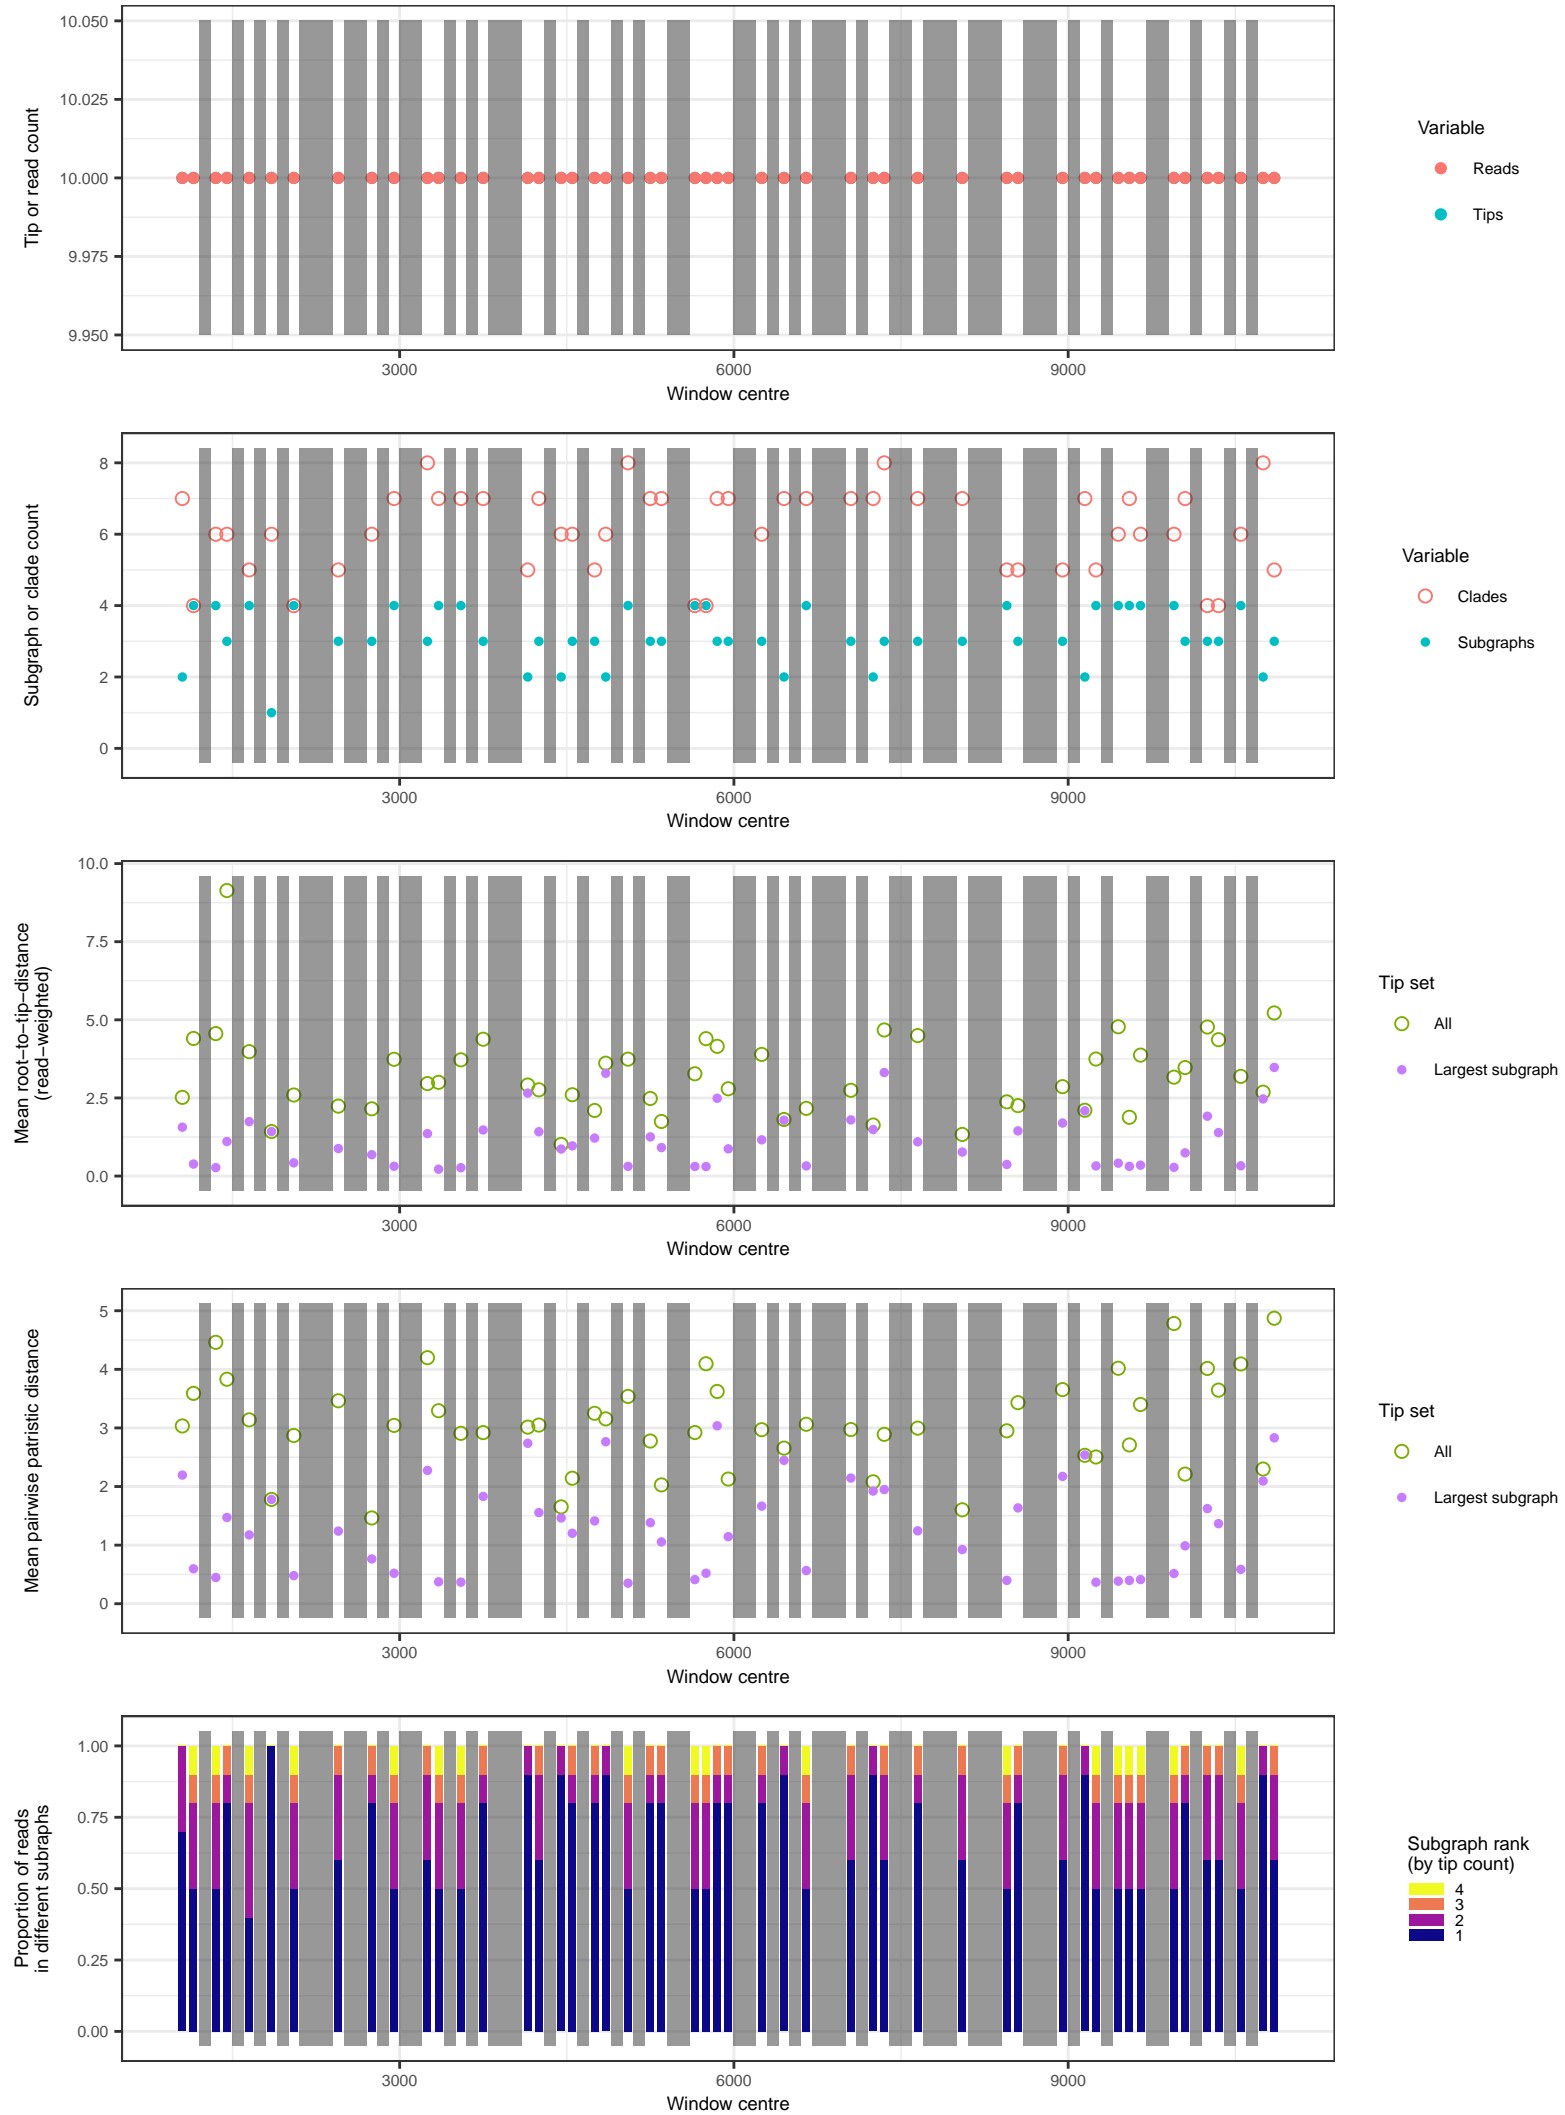 10.050
10.025
10.000
9.975
9.950
Tip or read count
3000 6000 9000
Window centre
Variable
Reads
Tips
8
6
4
2
0
Subgraph or clade count
3000 6000 9000
Window centre
Variable
Clades
Subgraphs
10.0
7.5
5.0
2.5
0.0
Mean root−to−tip−distance
(read−weighted)
3000 6000 9000
Window centre
Tip set
All
Largest subgraph
5
4
3
2
1
0
Mean pairwise patristic distance
3000 6000 9000
Window centre
Tip set
All
Largest subgraph
1.00
0.75
0.50
0.25
0.00
Proportion of reads
in different subraphs
3000 6000 9000
Window centre
Subgraph rank
(by tip count)
4
3
2
1